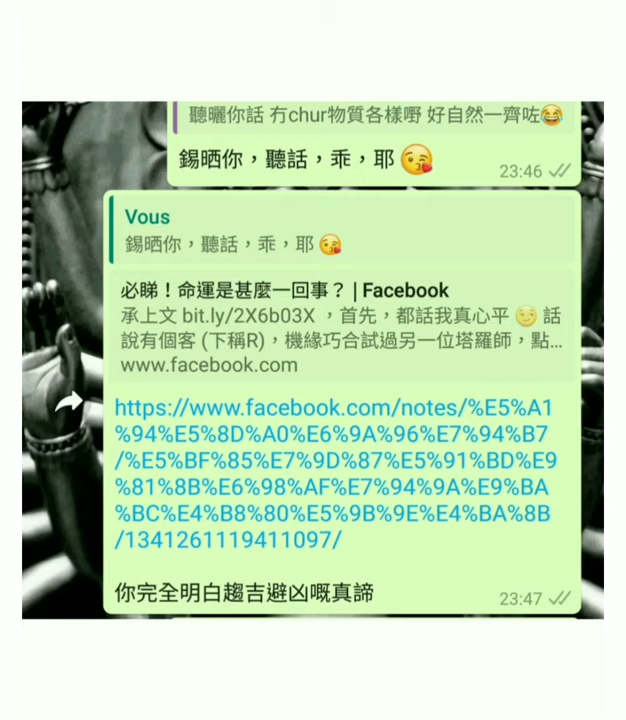 聽曬你話 冇chur物質各樣嘢 好自然一齊咗😂
錫晒你，聽話，乖，耶 😘
23:46
Vous
錫晒你，聽話，乖，耶 😘
必睇！命運是甚麼一回事？ | Facebook
承上文 bit.ly/2X6b03X ，首先，都話我真心平 😏 話
說有個客 (下稱R)，機緣巧合試過另一位塔羅師，點...
www.facebook.com
https://www.facebook.com/notes/%E5%A1
%94%E5%8D%A0%E6%9A%96%E7%94%B7
/%E5%BF%85%E7%9D%87%E5%91%BD%E9
%81%8B%E6%98%AF%E7%94%9A%E9%BA
%BC%E4%B8%80%E5%9B%9E%E4%BA%8B
/1341261119411097/
你完全明白趨吉避凶嘅真諦
23:47